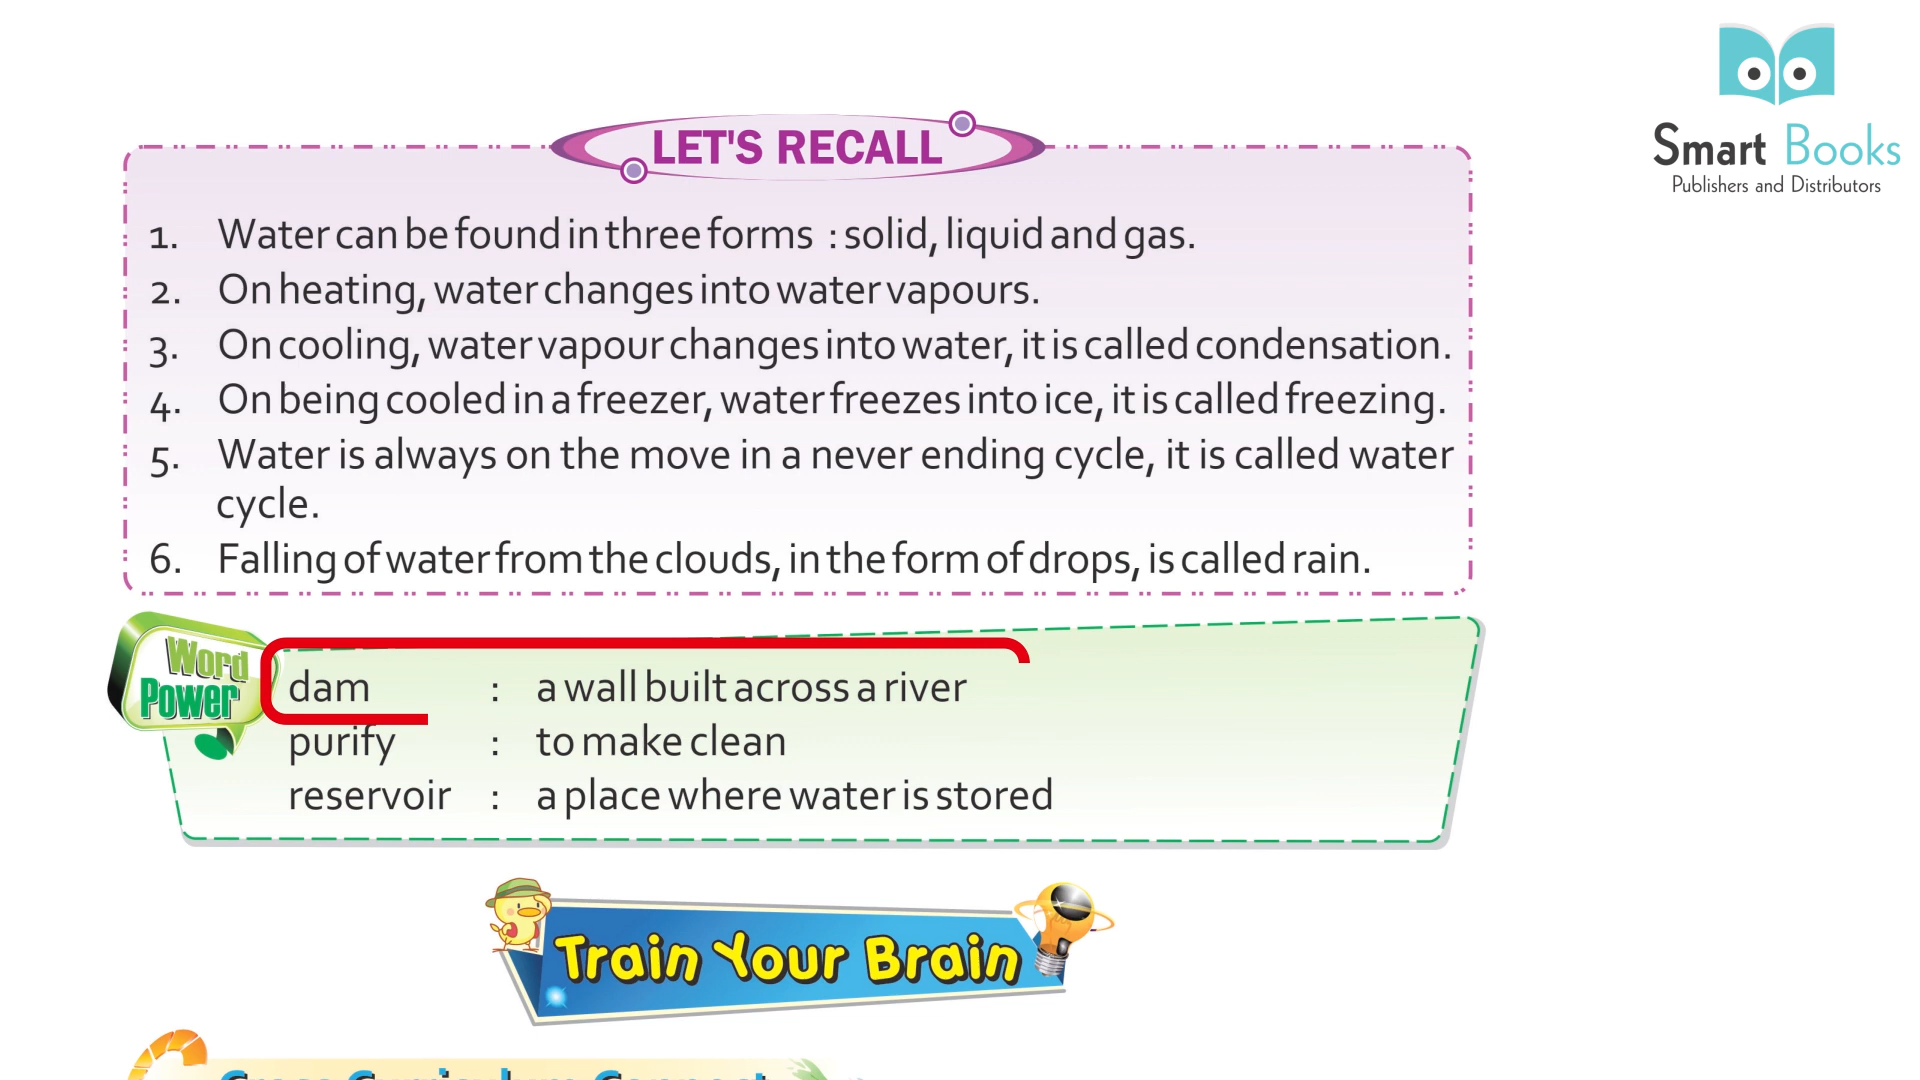 Smart Books
Publishers and Distributors
LET'S RECALL
1. Water can be found in three forms : solid, liquid and gas.
2. On heating, water changes into water vapours.
3. On cooling, water vapour changes into water, it is called condensation.
4. On being cooled in a freezer, water freezes into ice, it is called freezing.
5. Water is always on the move in a never ending cycle, it is called water
cycle.
6. Falling of water from the clouds, in the form of drops, is called rain.
Word
Power
dam : a wall built across a river
purify : to make clean
reservoir : a place where water is stored
Train Your Brain
Cross Curriculum Connect